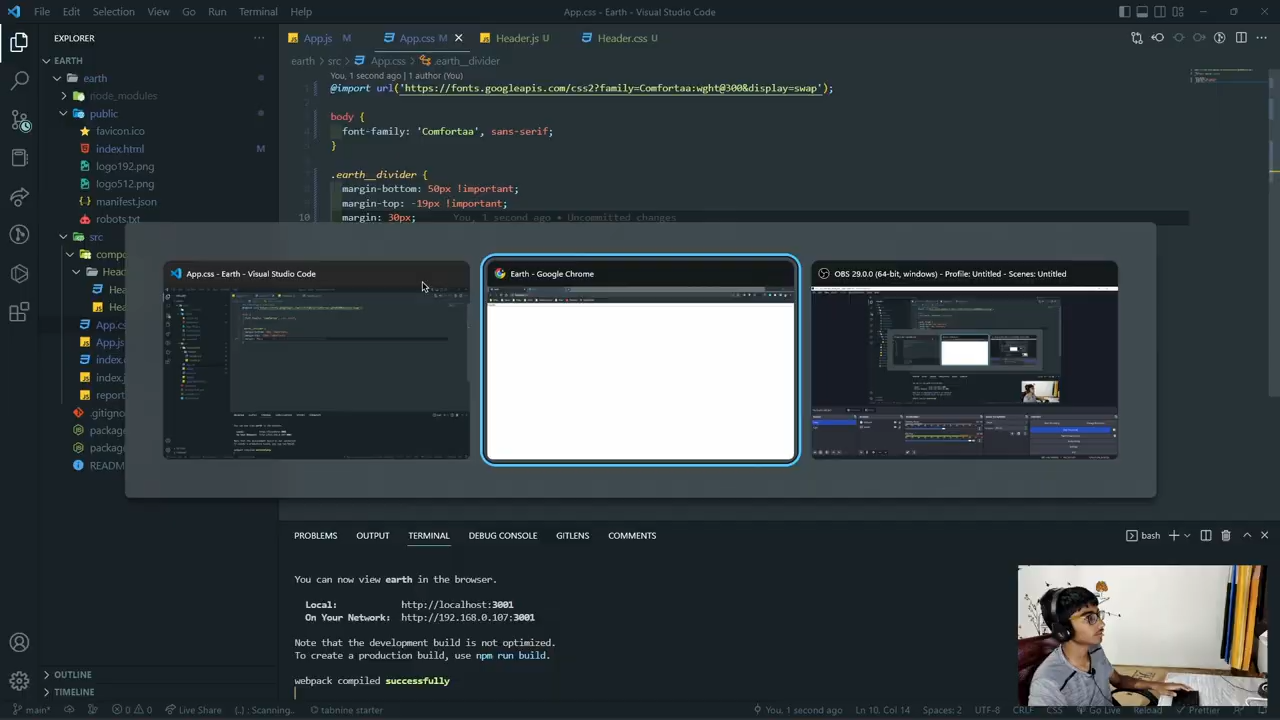 File Edit Selection View Go Run Terminal Help
App.css - Earth - Visual Studio Code
EXPLORER
App.js M
App.css M
Header.js U
Header.css U
EARTH
earth
node_modules
public
favicon.ico
index.html M
logo192.png
logo512.png
manifest.json
robots.txt
src
comp
Head
Hea
Hea
App.cs
App.js
index.
index.j
report
.gitigno
packag
packag
README
OUTLINE
TIMELINE
earth > src > App.css > .earth__divider
You, 1 second ago | 1 author (You)
1 @import url('https://fonts.googleapis.com/css2?family=Comfortaa:wght@300&display=swap');
body {
font-family: 'Comfortaa', sans-serif;
}
.earth__divider {
margin-bottom: 50px !important;
margin-top: -19px !important;
10 margin: 30px; You, 1 second ago • Uncommitted changes
App.css - Earth - Visual Studio Code
Earth - Google Chrome
OBS 29.0.0 (64-bit, windows) - Profile: Untitled - Scenes: Untitled
PROBLEMS OUTPUT TERMINAL DEBUG CONSOLE GITLENS COMMENTS
bash
You can now view earth in the browser.
Local: http://localhost:3001
On Your Network: http://192.168.0.107:3001
Note that the development build is not optimized.
To create a production build, use npm run build.
webpack compiled successfully
main* 0 0 Live Share {..}: Scanning.. tabnine starter
You, 1 second ago Ln 10, Col 14 Spaces: 2 UTF-8 CRLF CSS Go Live Reload Prettier